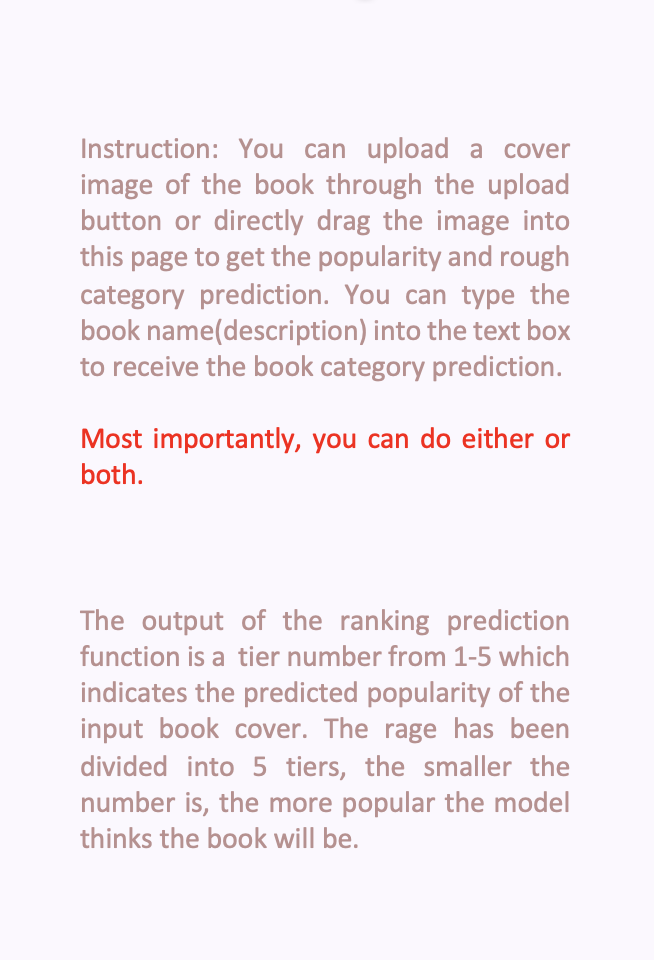 Instruction: You can upload a cover
image of the book through the upload
button or directly drag the image into
this page to get the popularity and rough
category prediction. You can type the
book name(description) into the text box
to receive the book category prediction.
Most importantly, you can do either or
both.
The output of the ranking prediction
function is a  tier number from 1-5 which
indicates the predicted popularity of the
input book cover. The rage has been
divided into 5 tiers, the smaller the
number is, the more popular the model
thinks the book will be.